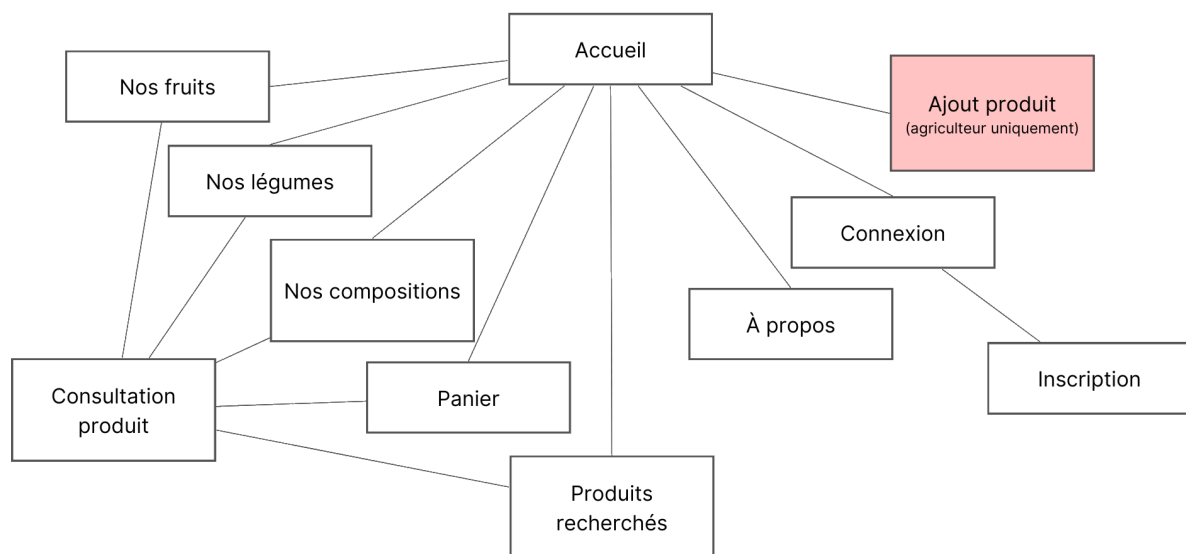 Accueil
Nos fruits
Ajout produit
(agriculteur uniquement)
Nos légumes
Connexion
Nos compositions
À propos
Consultation
produit
Panier
Inscription
Produits
recherchés